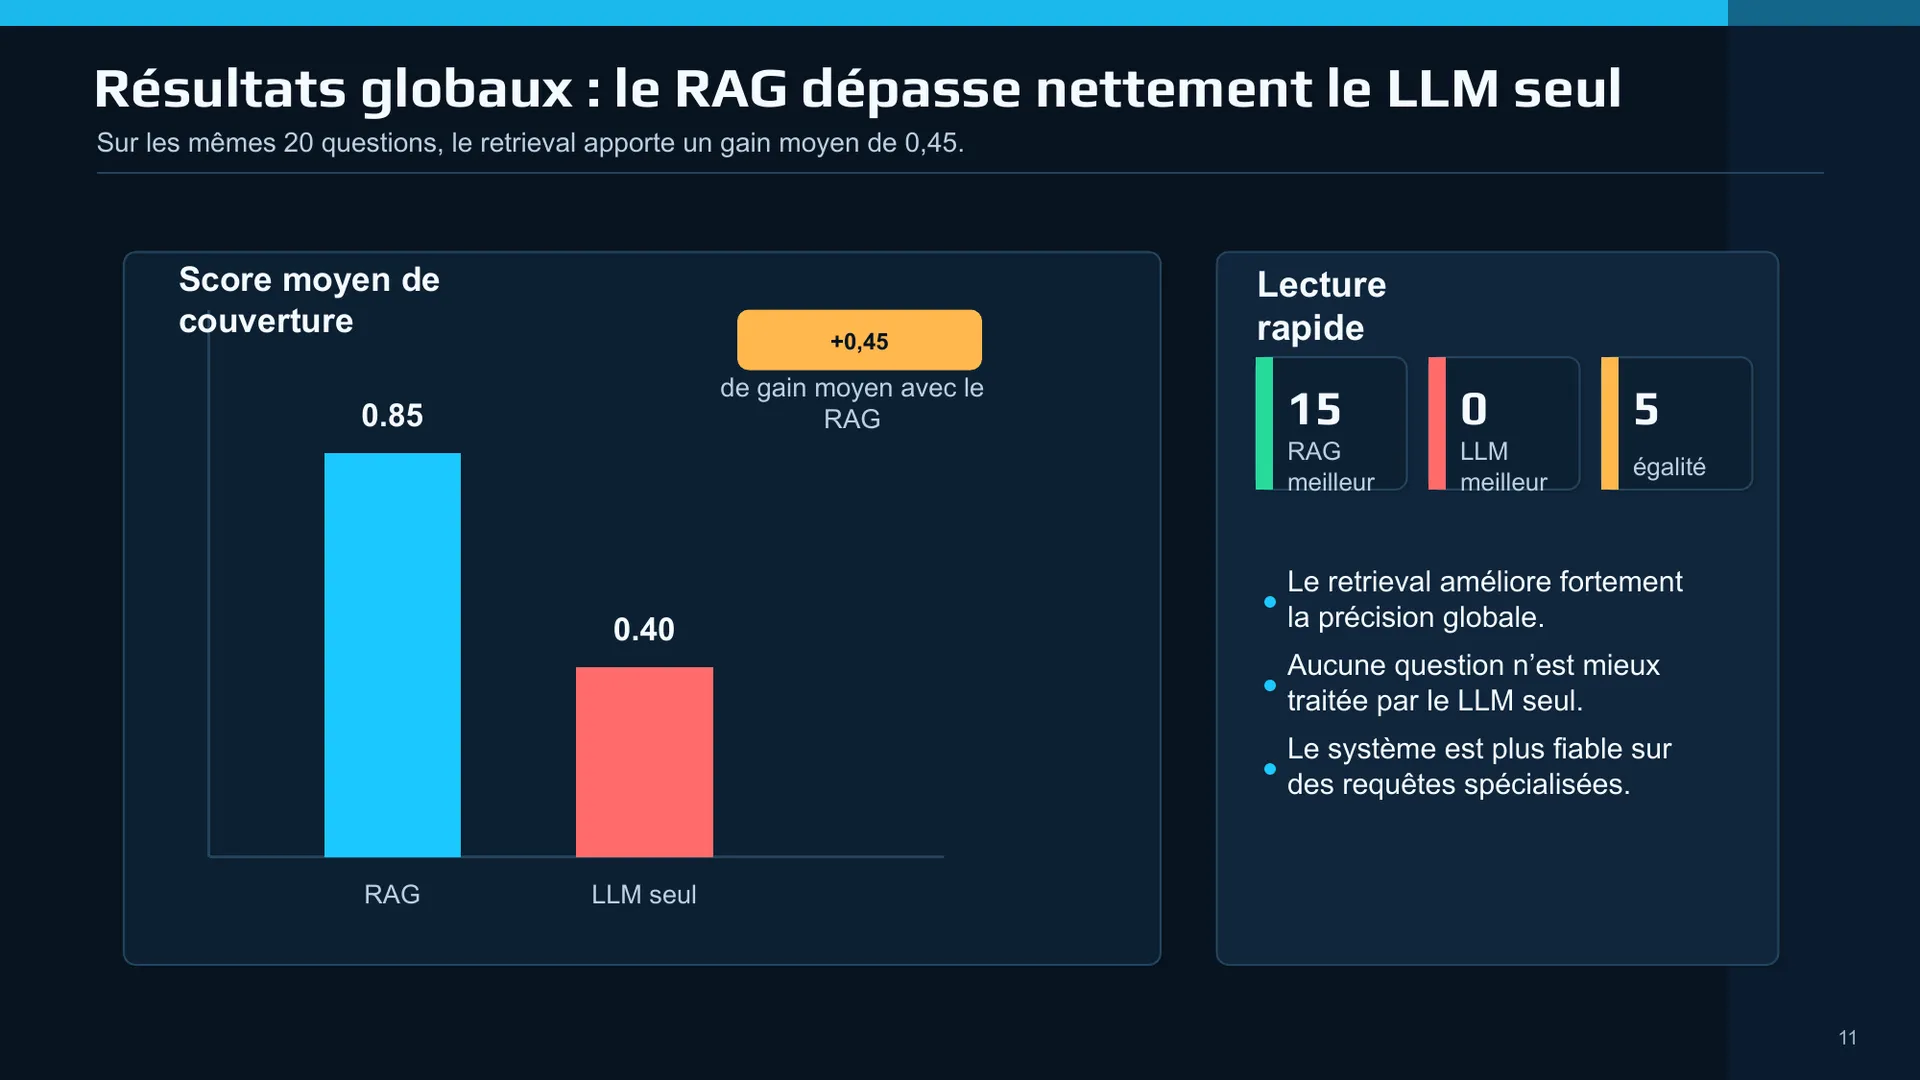 Résultats globaux : le RAG dépasse nettement le LLM seul
Sur les mêmes 20 questions, le retrieval apporte un gain moyen de 0,45.
Score moyen de
couverture
+0,45
de gain moyen avec le
RAG
0.85
0.40
RAG
LLM seul
Lecture
rapide
15
RAG
meilleur
0
LLM
meilleur
5
égalité
Le retrieval améliore fortement
la précision globale.
Aucune question n’est mieux
traitée par le LLM seul.
Le système est plus fiable sur
des requêtes spécialisées.
11